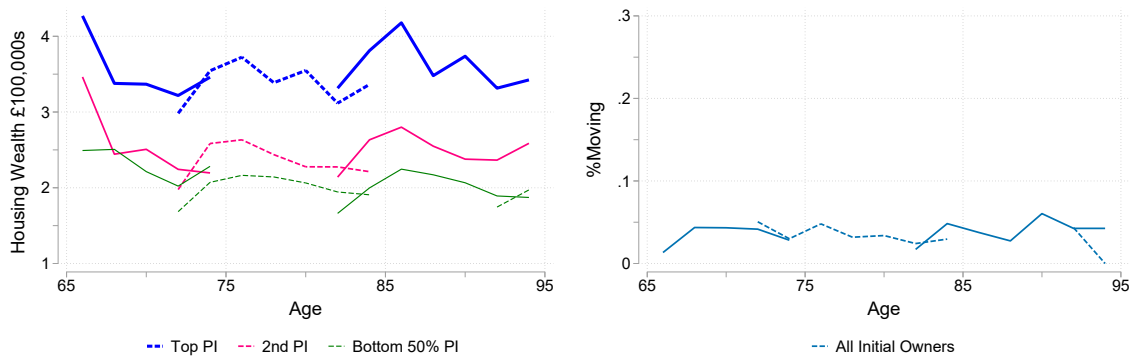 Housing Wealth £100,000s
4
3
2
1
65
75
85
95
Age
Top PI
2nd PI
Bottom 50% PI
%Moving
.3
.2
.1
0
65
75
85
95
Age
All Initial Owners